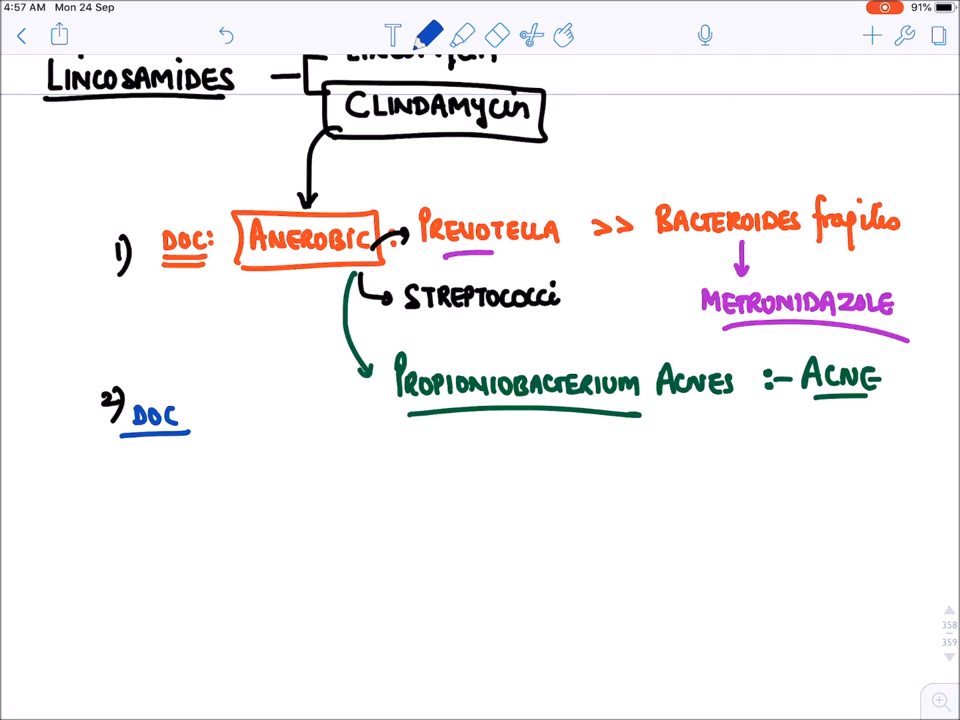 4:57 AM Mon 24 Sep 91%
T
LINCOSAMIDES
CLINDAMYCIN
1) DOC: ANEROBIC : PREVOTELLA >> BACTEROIDES fragilis
STREPTOCOCCI
METRONIDAZOLE
PROPIONIOBACTERIUM ACNES :- ACNE
2) DOC
358
359